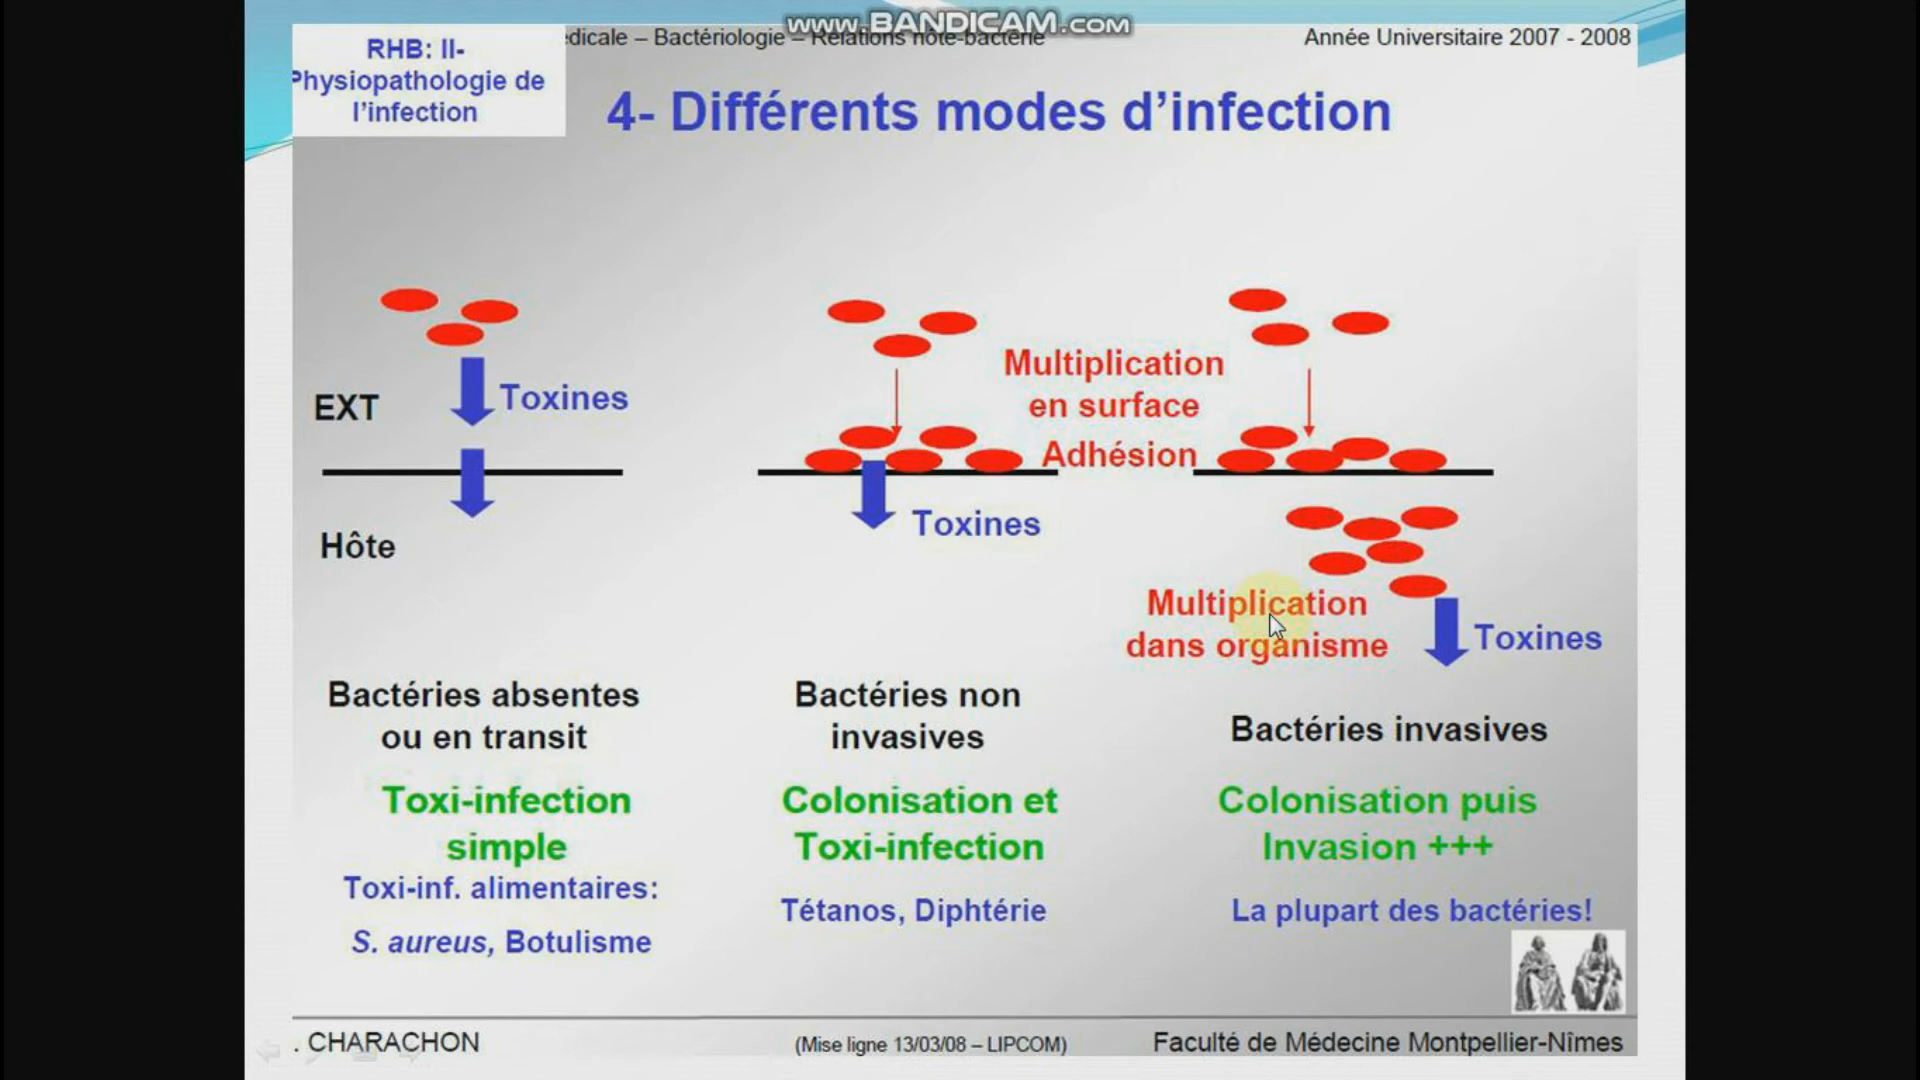 www.BANDICAM.com
RHB: II-
Physiopathologie de
l'infection
édicale – Bactériologie – Relations hôte-bactérie
Année Universitaire 2007 - 2008
4- Différents modes d'infection
EXT
Toxines
Hôte
Multiplication
en surface
Adhésion
Toxines
Multiplication
dans organisme
Toxines
Bactéries absentes
ou en transit
Toxi-infection
simple
Toxi-inf. alimentaires:
S. aureus, Botulisme
Bactéries non
invasives
Colonisation et
Toxi-infection
Tétanos, Diphtérie
Bactéries invasives
Colonisation puis
Invasion +++
La plupart des bactéries!
. CHARACHON
(Mise ligne 13/03/08 – LIPCOM)
Faculté de Médecine Montpellier-Nîmes